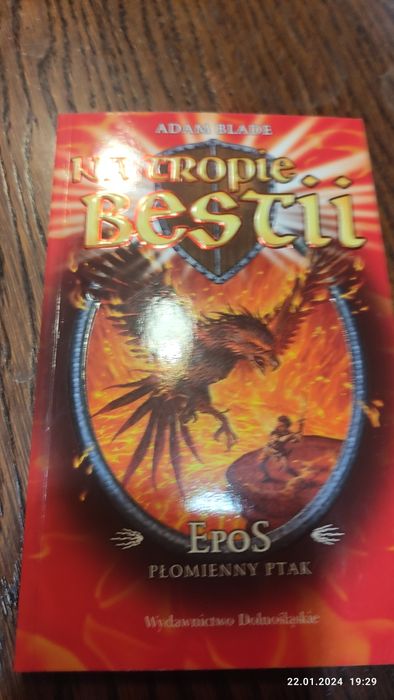 ADAM BLADE
NA TROPIE
BESTII
EPOS
PŁOMIENNY PTAK
Wydawnictwo Dolnośląskie
22.01.2024 19:29